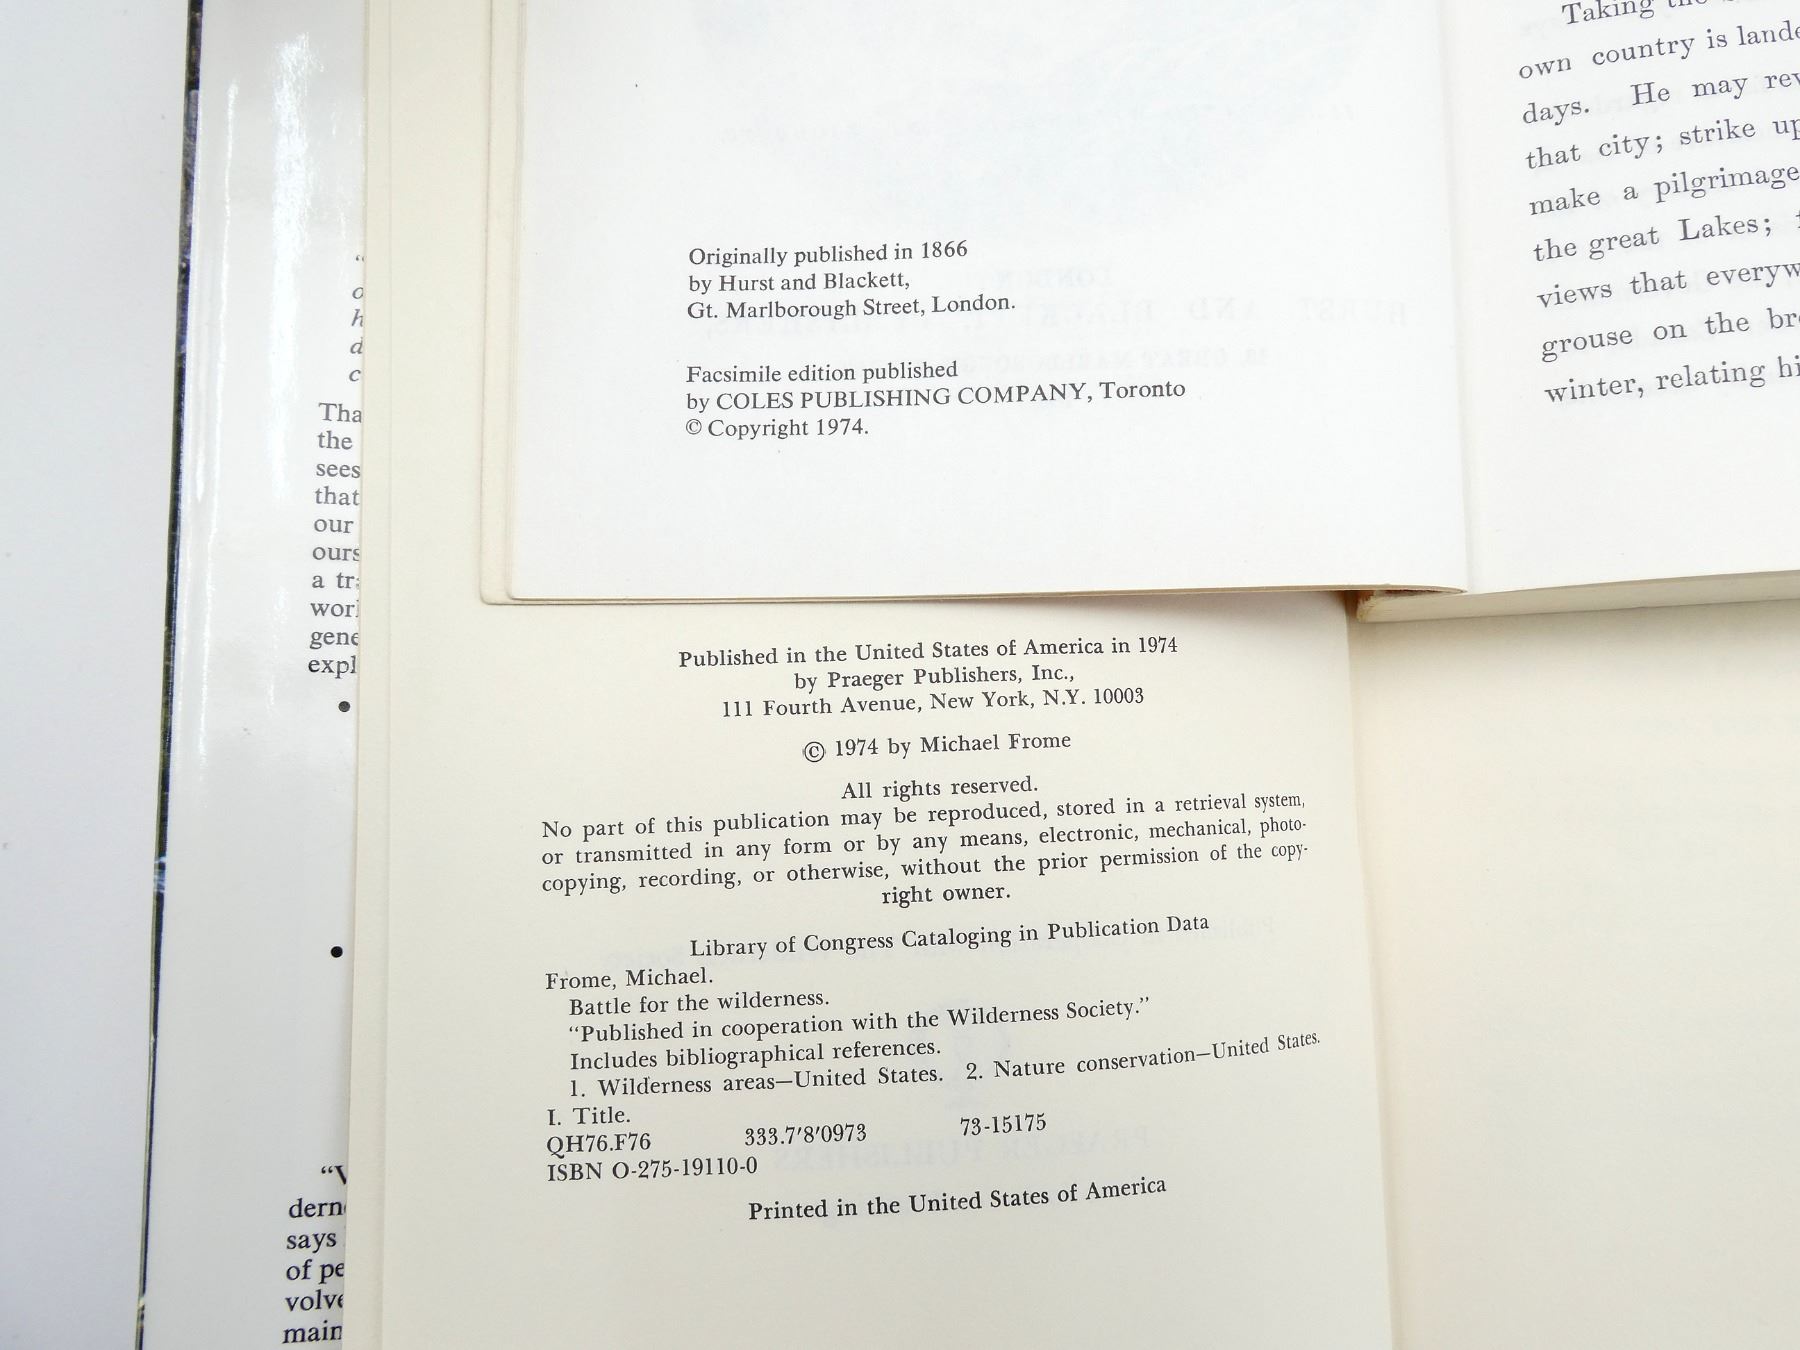 Originally published in 1866
by Hurst and Blackett,
Gt. Marlborough Street, London.
Facsimile edition published
by COLES PUBLISHING COMPANY, Toronto
© Copyright 1974.
Taking
own country is
days. He may
that city; strike
make a pilgrimage
the great Lakes;
views that
grouse on the
winter, relating
Published in the United States of America in 1974
by Praeger Publishers, Inc.,
111 Fourth Avenue, New York, N.Y. 10003
© 1974 by Michael Frome
All rights reserved.
No part of this publication may be reproduced, stored in a retrieval system,
or transmitted in any form or by any means, electronic, mechanical, photo-
copying, recording, or otherwise, without the prior permission of the copy-
right owner.
Library of Congress Cataloging in Publication Data
Frome, Michael.
Battle for the wilderness.
“Published in cooperation with the Wilderness Society.”
Includes bibliographical references.
1. Wilderness areas—United States. 2. Nature conservation—United States.
I. Title.
QH76.F76 333.7'8'0973 73-15175
ISBN O-275-19110-0
Printed in the United States of America
the
sees
that
our
a
says
of